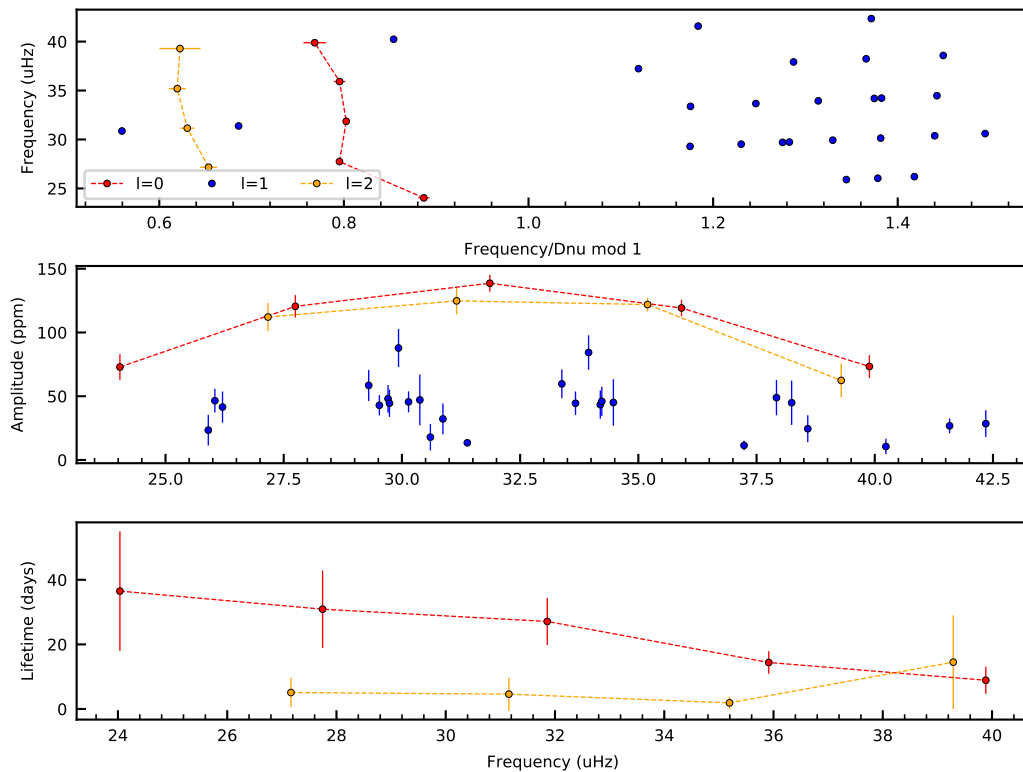 40
35
30
25
Frequency (uHz)
l=0 l=1 l=2
0.6 0.8 1.0 1.2 1.4
Frequency/Dnu mod 1
150
100
50
0
Amplitude (ppm)
25.0 27.5 30.0 32.5 35.0 37.5 40.0 42.5
40
20
0
Lifetime (days)
24 26 28 30 32 34 36 38 40
Frequency (uHz)